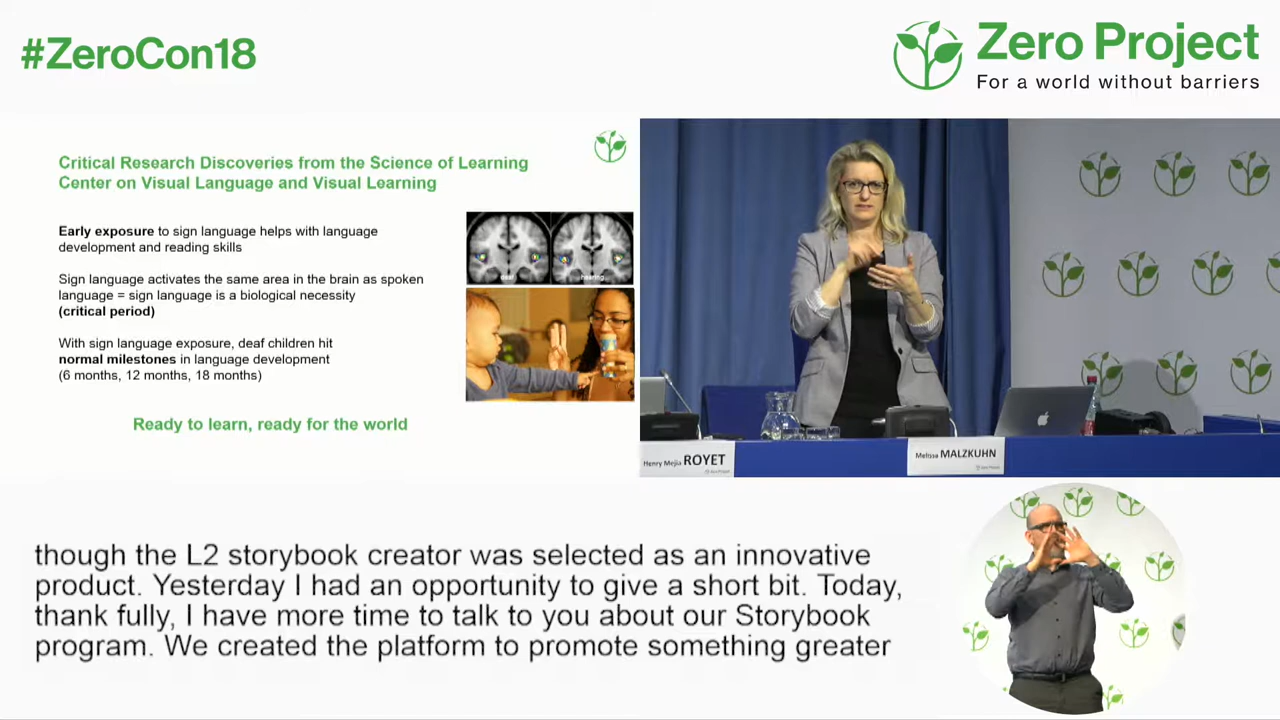 #ZeroCon18
Zero Project
For a world without barriers
Critical Research Discoveries from the Science of Learning
Center on Visual Language and Visual Learning
Early exposure to sign language helps with language
development and reading skills
Sign language activates the same area in the brain as spoken
language = sign language is a biological necessity
(critical period)
With sign language exposure, deaf children hit
normal milestones in language development
(6 months, 12 months, 18 months)
Ready to learn, ready for the world
deaf
hearing
Henry Mejia ROYET
Melissa MALZKUHN
though the L2 storybook creator was selected as an innovative
product. Yesterday I had an opportunity to give a short bit. Today,
thank fully, I have more time to talk to you about our Storybook
program. We created the platform to promote something greater